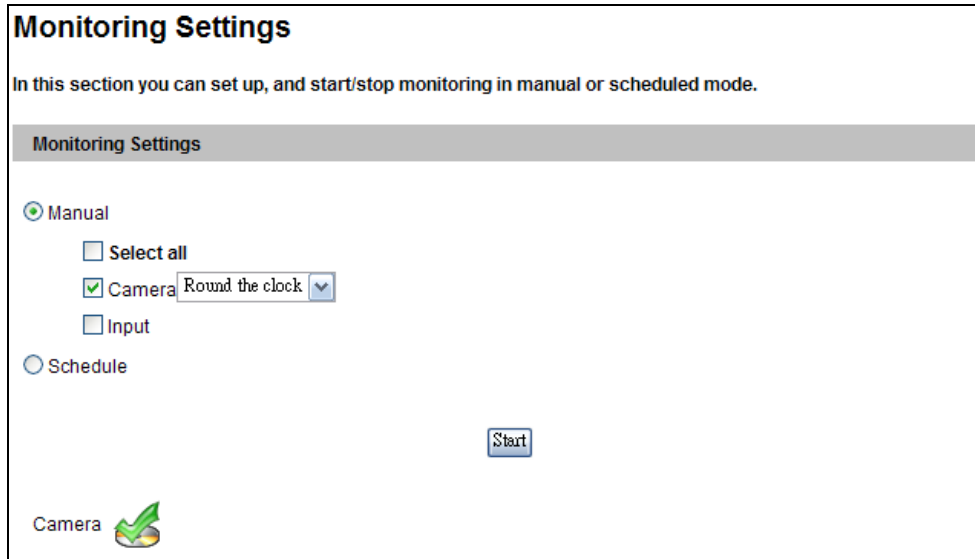 Monitoring Settings
In this section you can set up, and start/stop monitoring in manual or scheduled mode.
Monitoring Settings
Manual
Select all
Camera Round the clock
Input
Schedule
Start
Camera